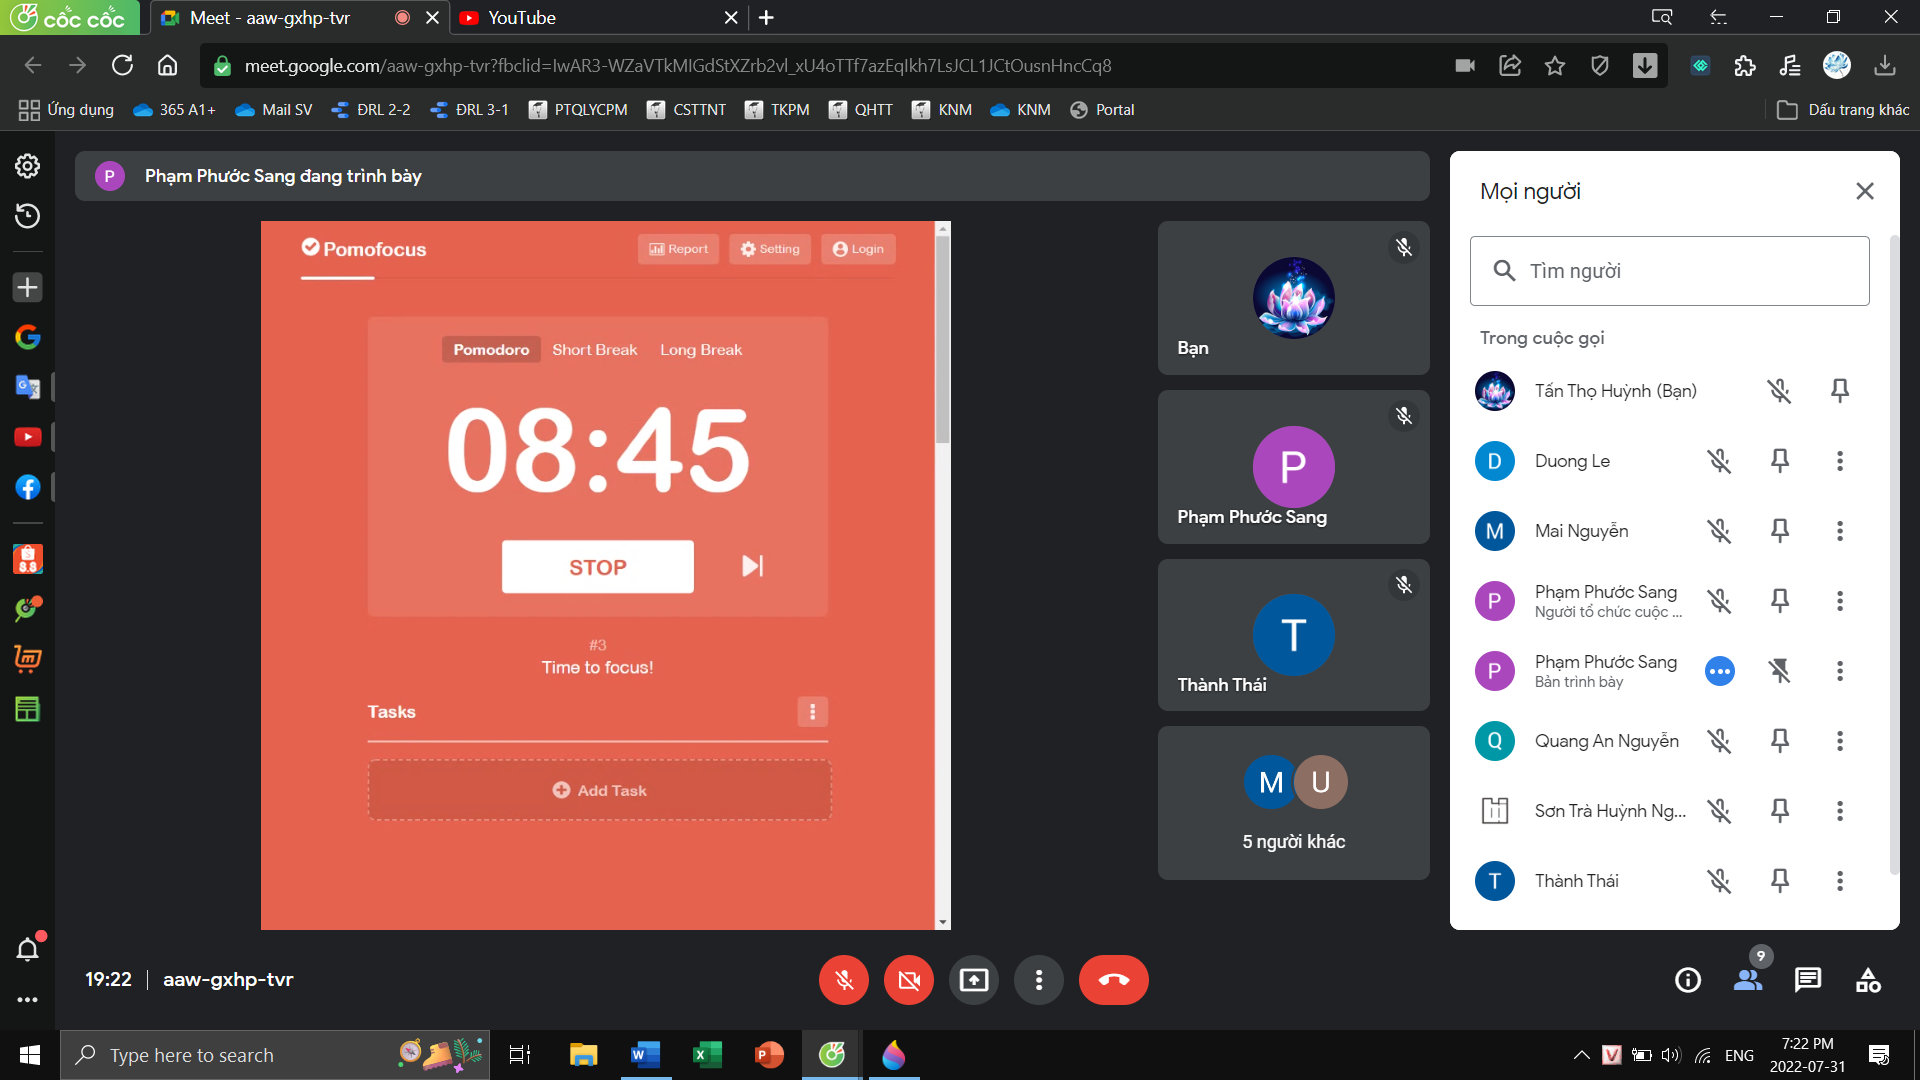 cốc cốc
Meet - aaw-gxhp-tvr
YouTube
meet.google.com/aaw-gxhp-tvr?fbclid=IwAR3-WZaVTkMIGdStXZrb2vl_xU4oTTf7azEqIkh7LsJCL1JCtOusnHncCq8
Ứng dụng
365 A1+
Mail SV
ĐRL 2-2
ĐRL 3-1
PTQLYCPM
CSTTNT
TKPM
QHTT
KNM
KNM
Portal
Dấu trang khác
P
Phạm Phước Sang đang trình bày
Pomofocus
Report
Setting
Login
Pomodoro
Short Break
Long Break
08:45
STOP
#3
Time to focus!
Tasks
Add Task
Bạn
P
Phạm Phước Sang
T
Thành Thái
M
U
5 người khác
Mọi người
Tìm người
Trong cuộc gọi
Tấn Thọ Huỳnh (Bạn)
D
Duong Le
M
Mai Nguyễn
P
Phạm Phước Sang
Người tổ chức cuộc ...
P
Phạm Phước Sang
Bản trình bày
Q
Quang An Nguyễn
Sơn Trà Huỳnh Ng...
T
Thành Thái
8.8
19:22
aaw-gxhp-tvr
9
Type here to search
ENG
7:22 PM
2022-07-31